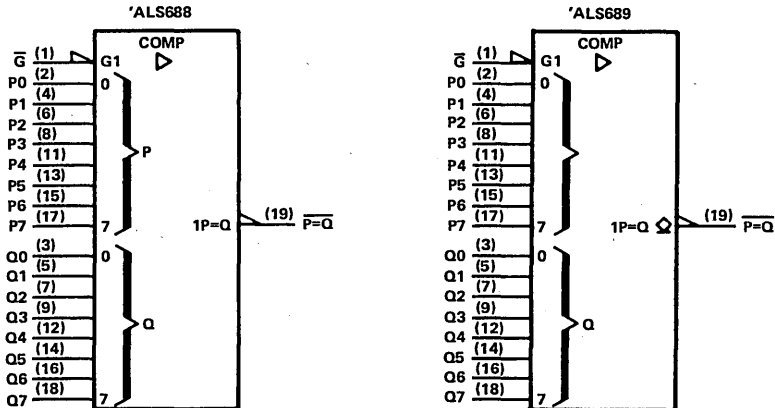 'ALS688
COMP
G̅ (1) G1
P0 (2) 0
P1 (4)
P2 (6)
P3 (8) P
P4 (11)
P5 (13)
P6 (15)
P7 (17) 7 1P=Q (19) P=Q
Q0 (3) 0
Q1 (5)
Q2 (7)
Q3 (9) Q
Q4 (12)
Q5 (14)
Q6 (16)
Q7 (18) 7
'ALS689
COMP
G̅ (1) G1
P0 (2) 0
P1 (4)
P2 (6)
P3 (8)
P4 (11)
P5 (13)
P6 (15)
P7 (17) 7 1P=Q (19) P=Q
Q0 (3) 0
Q1 (5)
Q2 (7)
Q3 (9) Q
Q4 (12)
Q5 (14)
Q6 (16)
Q7 (18) 7